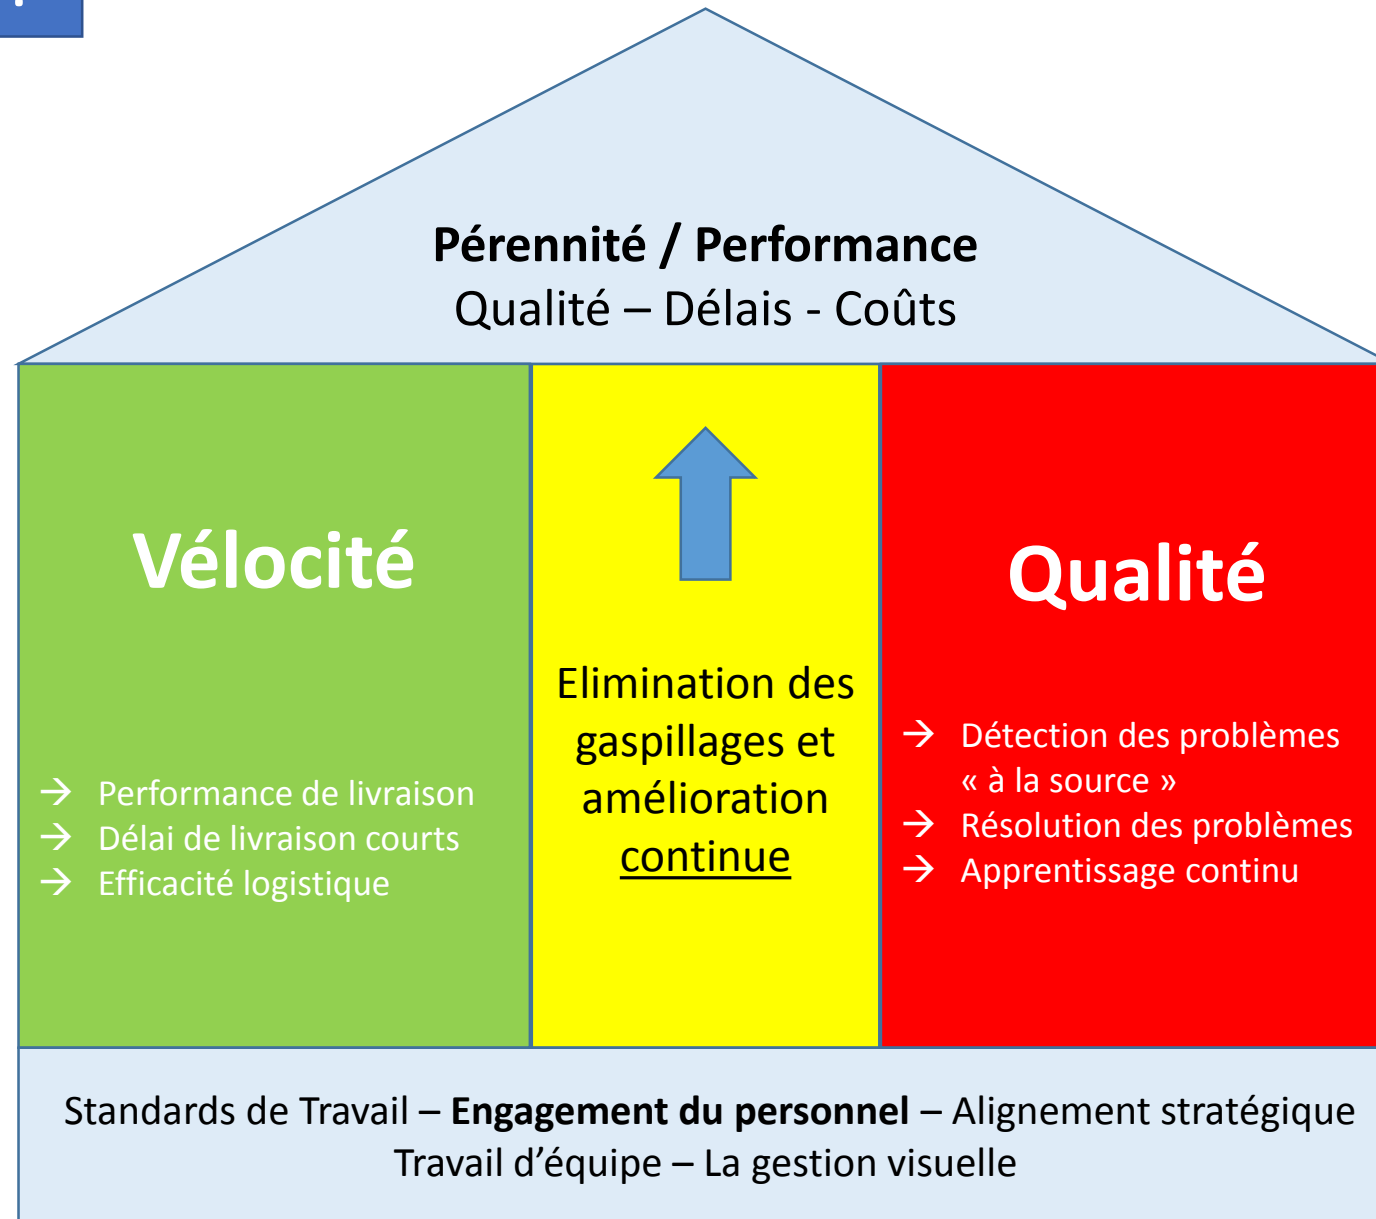 Pérennité / Performance
Qualité – Délais - Coûts
Vélocité
→ Performance de livraison
→ Délai de livraison courts
→ Efficacité logistique
Elimination des
gaspillages et
amélioration
continue
Qualité
→ Détection des problèmes
« à la source »
→ Résolution des problèmes
→ Apprentissage continu
Standards de Travail – Engagement du personnel – Alignement stratégique
Travail d’équipe – La gestion visuelle